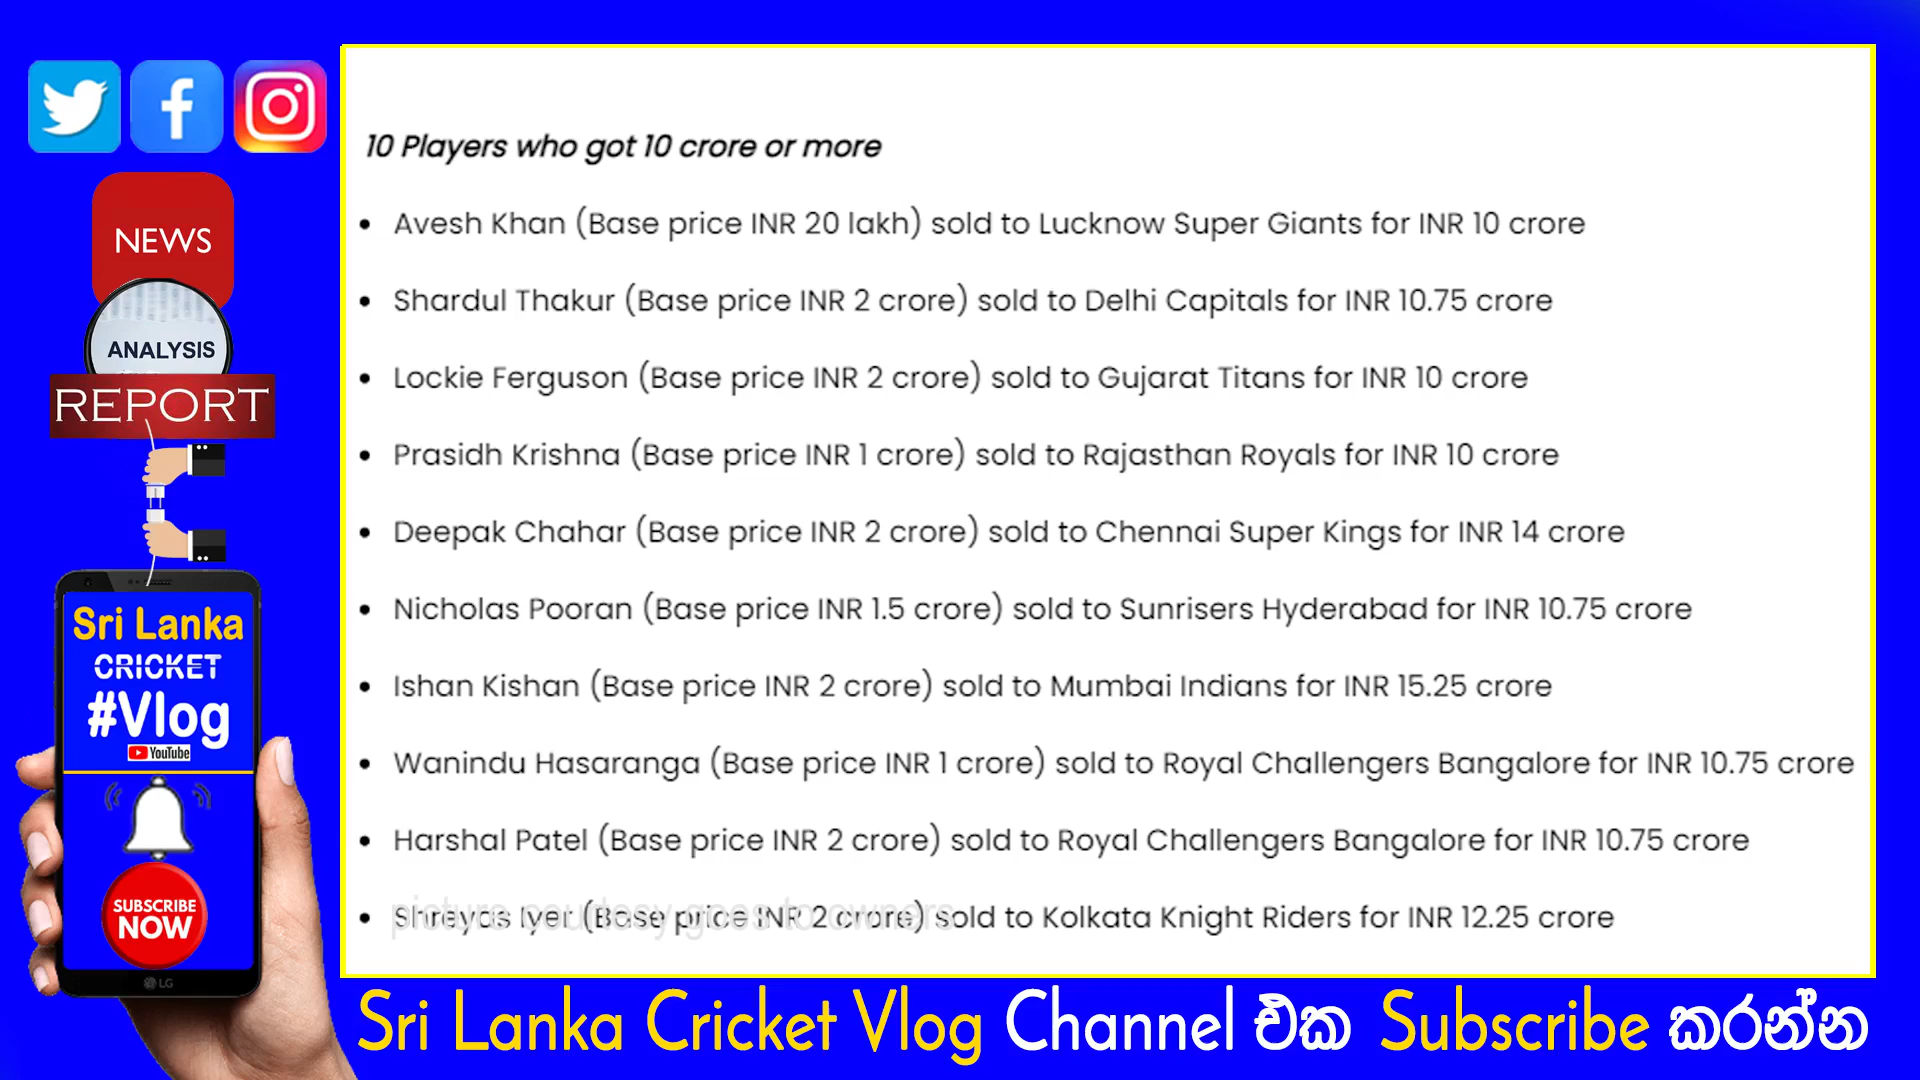 10 Players who got 10 crore or more
• Avesh Khan (Base price INR 20 lakh) sold to Lucknow Super Giants for INR 10 crore
• Shardul Thakur (Base price INR 2 crore) sold to Delhi Capitals for INR 10.75 crore
• Lockie Ferguson (Base price INR 2 crore) sold to Gujarat Titans for INR 10 crore
• Prasidh Krishna (Base price INR 1 crore) sold to Rajasthan Royals for INR 10 crore
• Deepak Chahar (Base price INR 2 crore) sold to Chennai Super Kings for INR 14 crore
• Nicholas Pooran (Base price INR 1.5 crore) sold to Sunrisers Hyderabad for INR 10.75 crore
• Ishan Kishan (Base price INR 2 crore) sold to Mumbai Indians for INR 15.25 crore
• Wanindu Hasaranga (Base price INR 1 crore) sold to Royal Challengers Bangalore for INR 10.75 crore
• Harshal Patel (Base price INR 2 crore) sold to Royal Challengers Bangalore for INR 10.75 crore
• Shreyas Iyer (Base price INR 2 crore) sold to Kolkata Knight Riders for INR 12.25 crore
picture courtesy goes to owners
NEWS
ANALYSIS
REPORT
Sri Lanka
CRICKET
#Vlog
YouTube
SUBSCRIBE
NOW
LG
Sri Lanka Cricket Vlog Channel එක Subscribe කරන්න